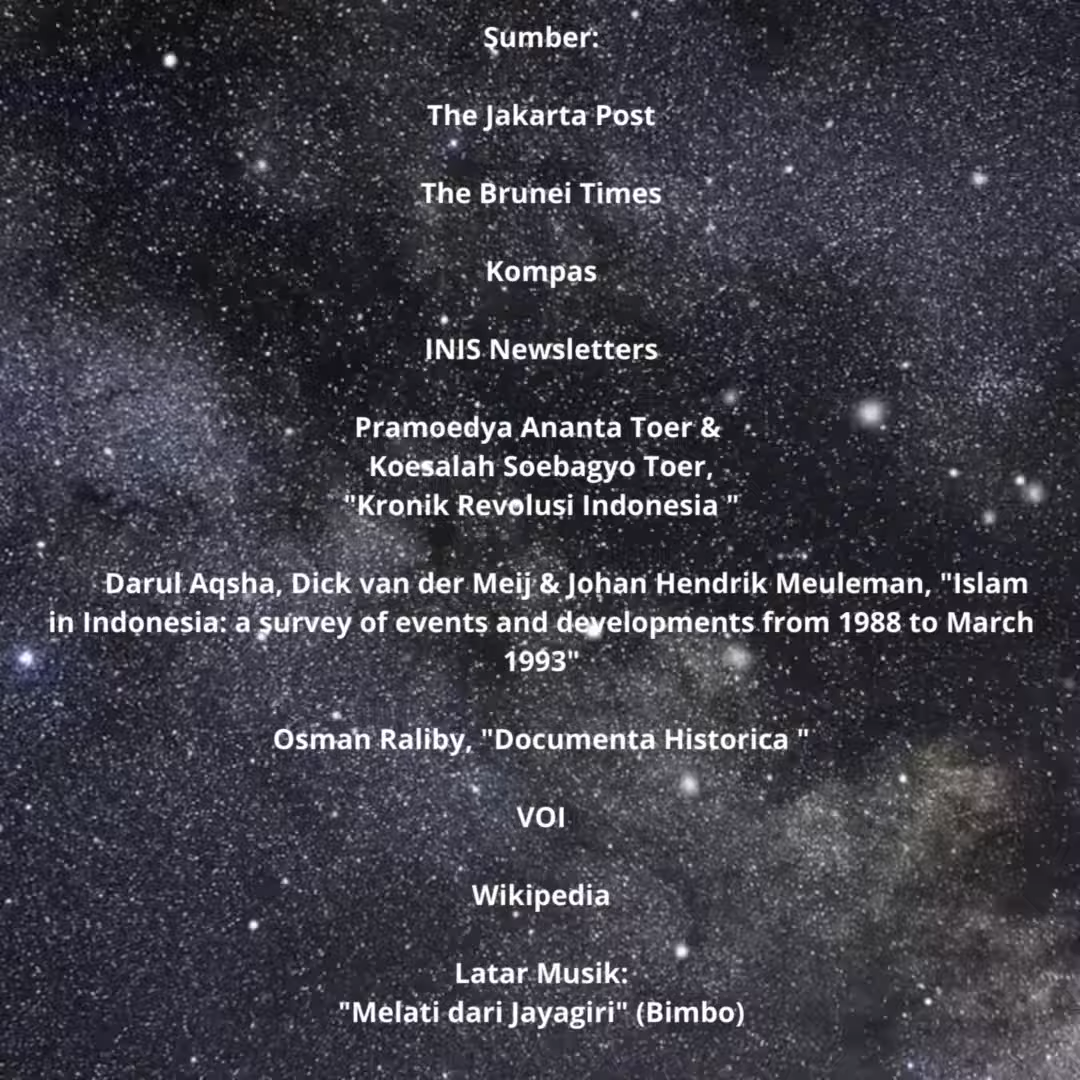 Sumber:
The Jakarta Post
The Brunei Times
Kompas
INIS Newsletters
Pramoedya Ananta Toer &
Koesalah Soebagyo Toer,
"Kronik Revolusi Indonesia "
Darul Aqsha, Dick van der Meij & Johan Hendrik Meuleman, "Islam
in Indonesia: a survey of events and developments from 1988 to March
1993"
Osman Raliby, "Documenta Historica "
VOI
Wikipedia
Latar Musik:
"Melati dari Jayagiri" (Bimbo)